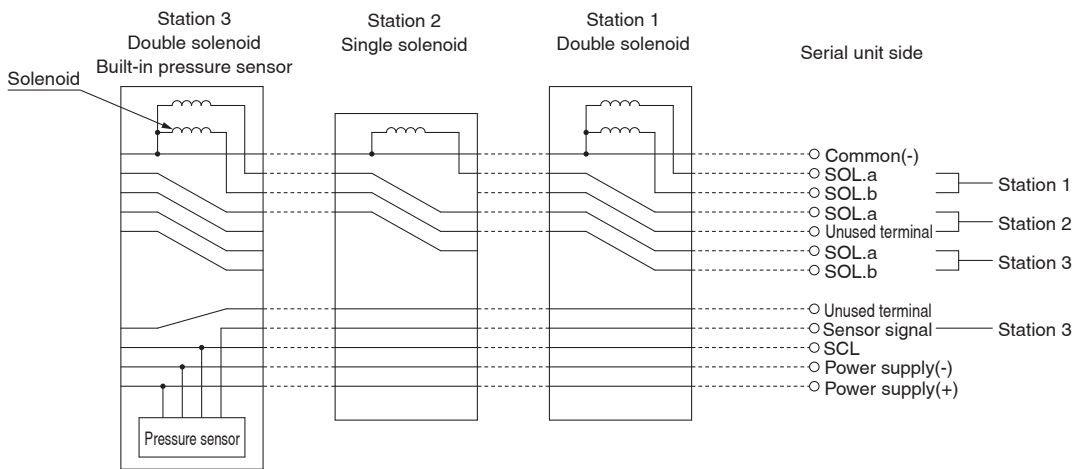 Station 3
Double solenoid
Built-in pressure sensor
Station 2
Single solenoid
Station 1
Double solenoid
Serial unit side
Solenoid
Common(-)
SOL.a
SOL.b
Station 1
SOL.a
Unused terminal
Station 2
SOL.a
SOL.b
Station 3
Unused terminal
Sensor signal
Station 3
SCL
Power supply(-)
Power supply(+)
Pressure sensor